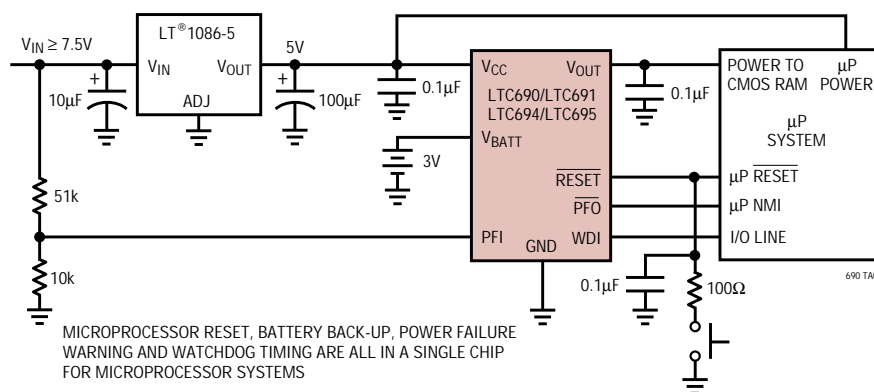 VIN ≥ 7.5V
LT®1086-5
VIN
VOUT
ADJ
5V
10µF
+
100µF
+
0.1µF
VCC
VOUT
LTC690/LTC691
LTC694/LTC695
VBATT
3V
RESET
PFO
PFI
GND
WDI
0.1µF
POWER TO
CMOS RAM
µP
POWER
µP
SYSTEM
µP RESET
µP NMI
I/O LINE
51k
10k
0.1µF
100Ω
MICROPROCESSOR RESET, BATTERY BACK-UP, POWER FAILURE
WARNING AND WATCHDOG TIMING ARE ALL IN A SINGLE CHIP
FOR MICROPROCESSOR SYSTEMS